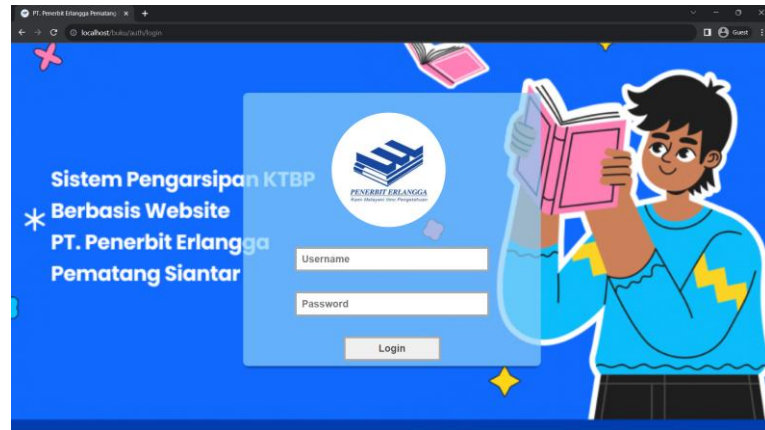 PT. Penerbit Erlangga Pematang
localhost/buku/auth/login
Guest
Sistem Pengarsipan KTBP
Berbasis Website
PT. Penerbit Erlangga
Pematang Siantar
PENERBIT ERLANGGA
Kami Melayani Ilmu Pengetahuan
Username
Password
Login